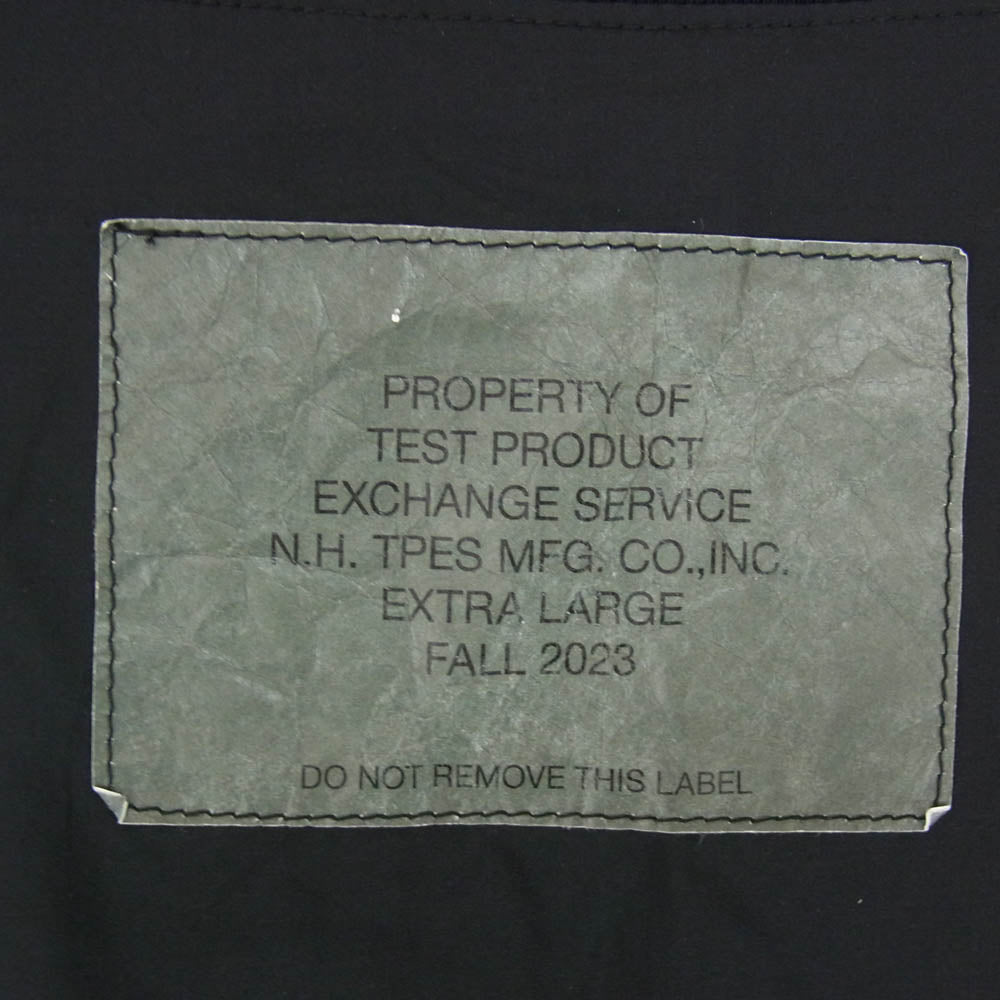 PROPERTY OF
TEST PRODUCT
EXCHANGE SERVICE
N.H. TPES MFG. CO.,INC.
EXTRA LARGE
FALL 2023
DO NOT REMOVE THIS LABEL